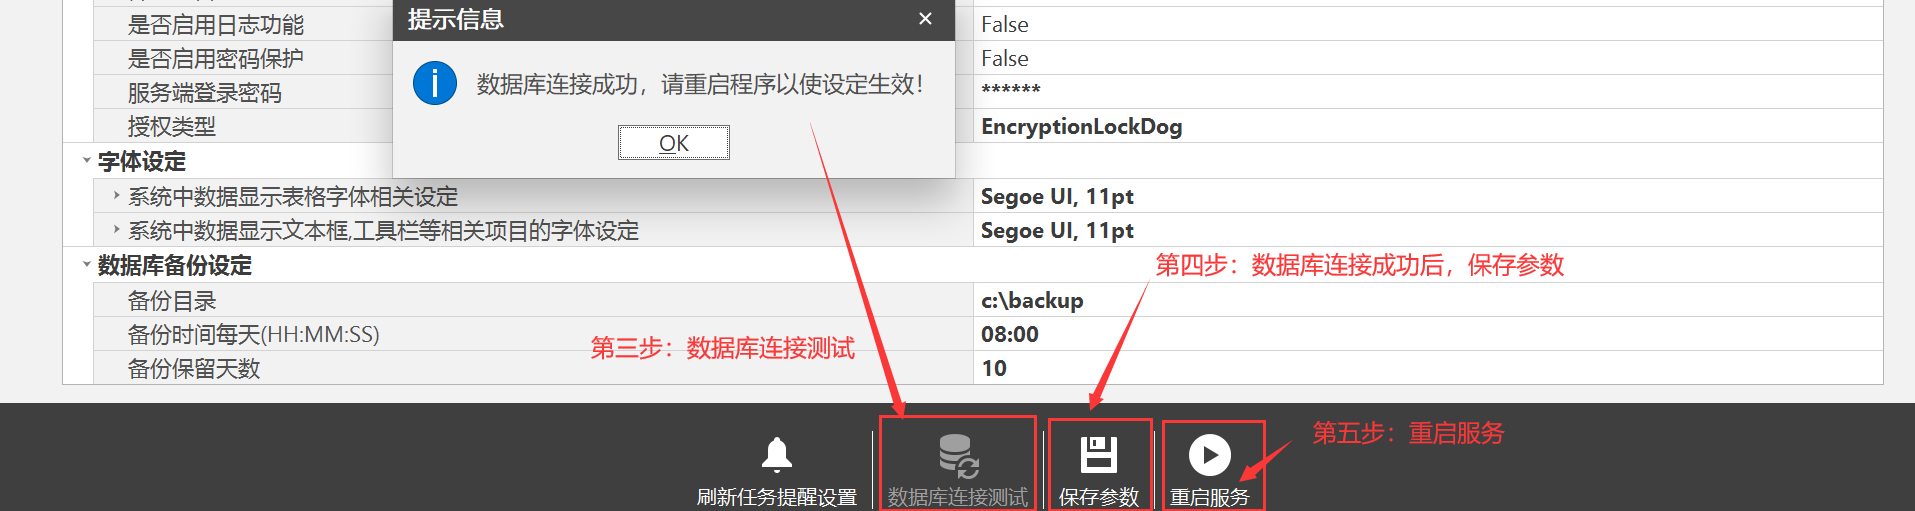 提示信息
×
数据库连接成功，请重启程序以使设定生效！
OK
是否启用日志功能 False
是否启用密码保护 False
服务端登录密码 ******
授权类型 EncryptionLockDog
字体设定
系统中数据显示表格字体相关设定 Segoe UI, 11pt
系统中数据显示文本框,工具栏等相关项目的字体设定 Segoe UI, 11pt
数据库备份设定
第四步：数据库连接成功后，保存参数
备份目录 c:\backup
备份时间每天(HH:MM:SS) 08:00
第三步：数据库连接测试
备份保留天数 10
第五步：重启服务
刷新任务提醒设置 数据库连接测试 保存参数 重启服务